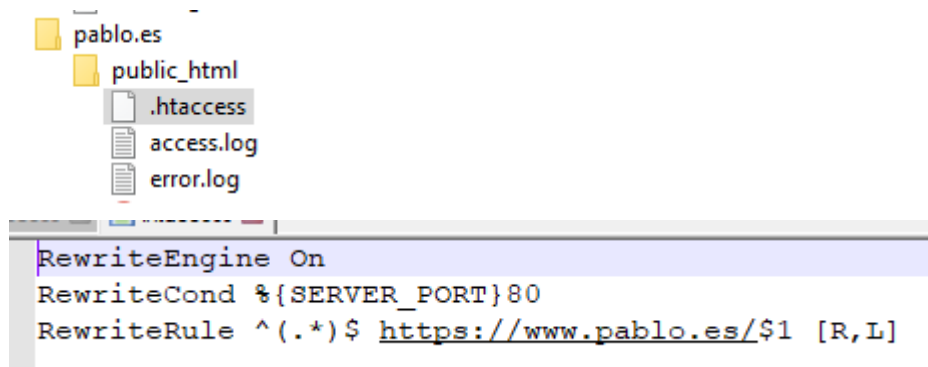 pablo.es
public_html
.htaccess
access.log
error.log
RewriteEngine On
RewriteCond %{SERVER_PORT}80
RewriteRule ^(.*)$ https://www.pablo.es/$1 [R,L]